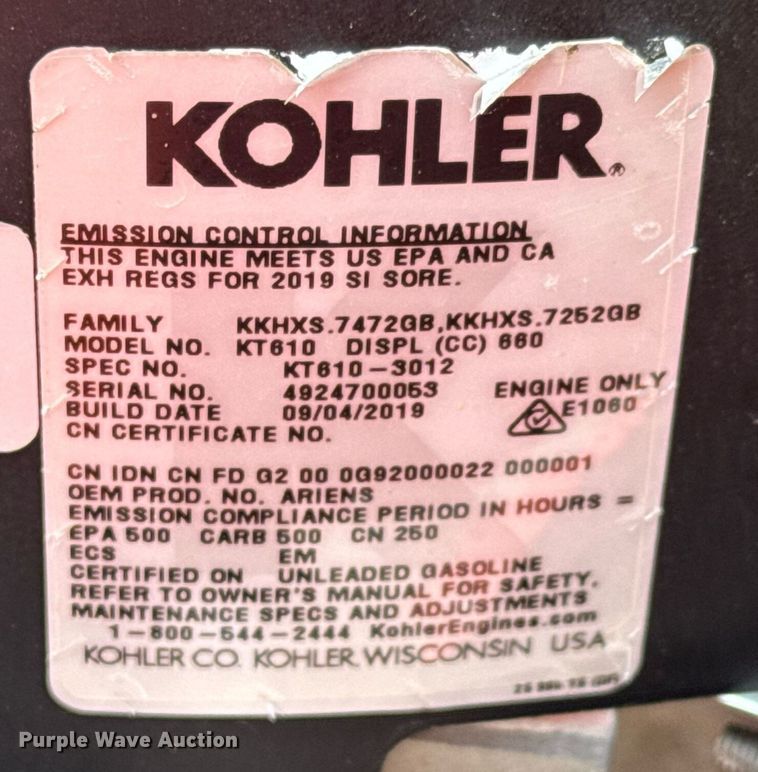 KOHLER®
EMISSION CONTROL INFORMATION
THIS ENGINE MEETS US EPA AND CA
EXH REGS FOR 2019 SI SORE.
FAMILY KKHXS.7472GB,KKHXS.7252GB
MODEL NO. KT610 DISPL (CC) 660
SPEC NO. KT610-3012
SERIAL NO. 4924700053 ENGINE ONLY
BUILD DATE 09/04/2019 E1060
CN CERTIFICATE NO.
CN IDN CN FD G2 00 0G92000022 000001
OEM PROD. NO. ARIENS
EMISSION COMPLIANCE PERIOD IN HOURS =
EPA 500 CARB 500 CN 250
ECS EM
CERTIFIED ON UNLEADED GASOLINE
REFER TO OWNER'S MANUAL FOR SAFETY,
MAINTENANCE SPECS AND ADJUSTMENTS
1-800-544-2444 KohlerEngines.com
KOHLER CO. KOHLER, WISCONSIN USA
Purple Wave Auction